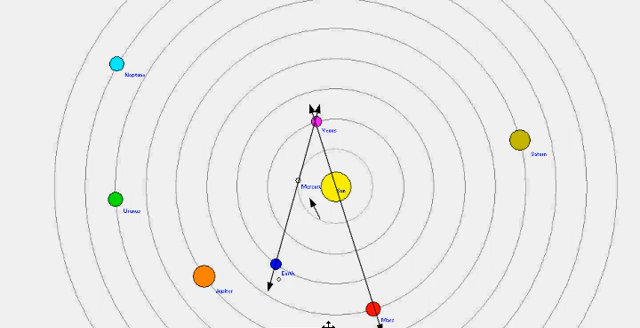 Neptune
Venus
Saturn
Mercury
Sun
Uranus
Earth
Jupiter
Mars